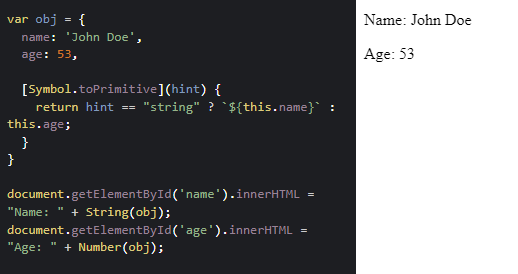 var obj = {
  name: 'John Doe',
  age: 53,

  [Symbol.toPrimitive](hint) {
    return hint == "string" ? `${this.name}` :
this.age;
  }
}

document.getElementById('name').innerHTML =
"Name: " + String(obj);
document.getElementById('age').innerHTML =
"Age: " + Number(obj);
Name: John Doe
Age: 53